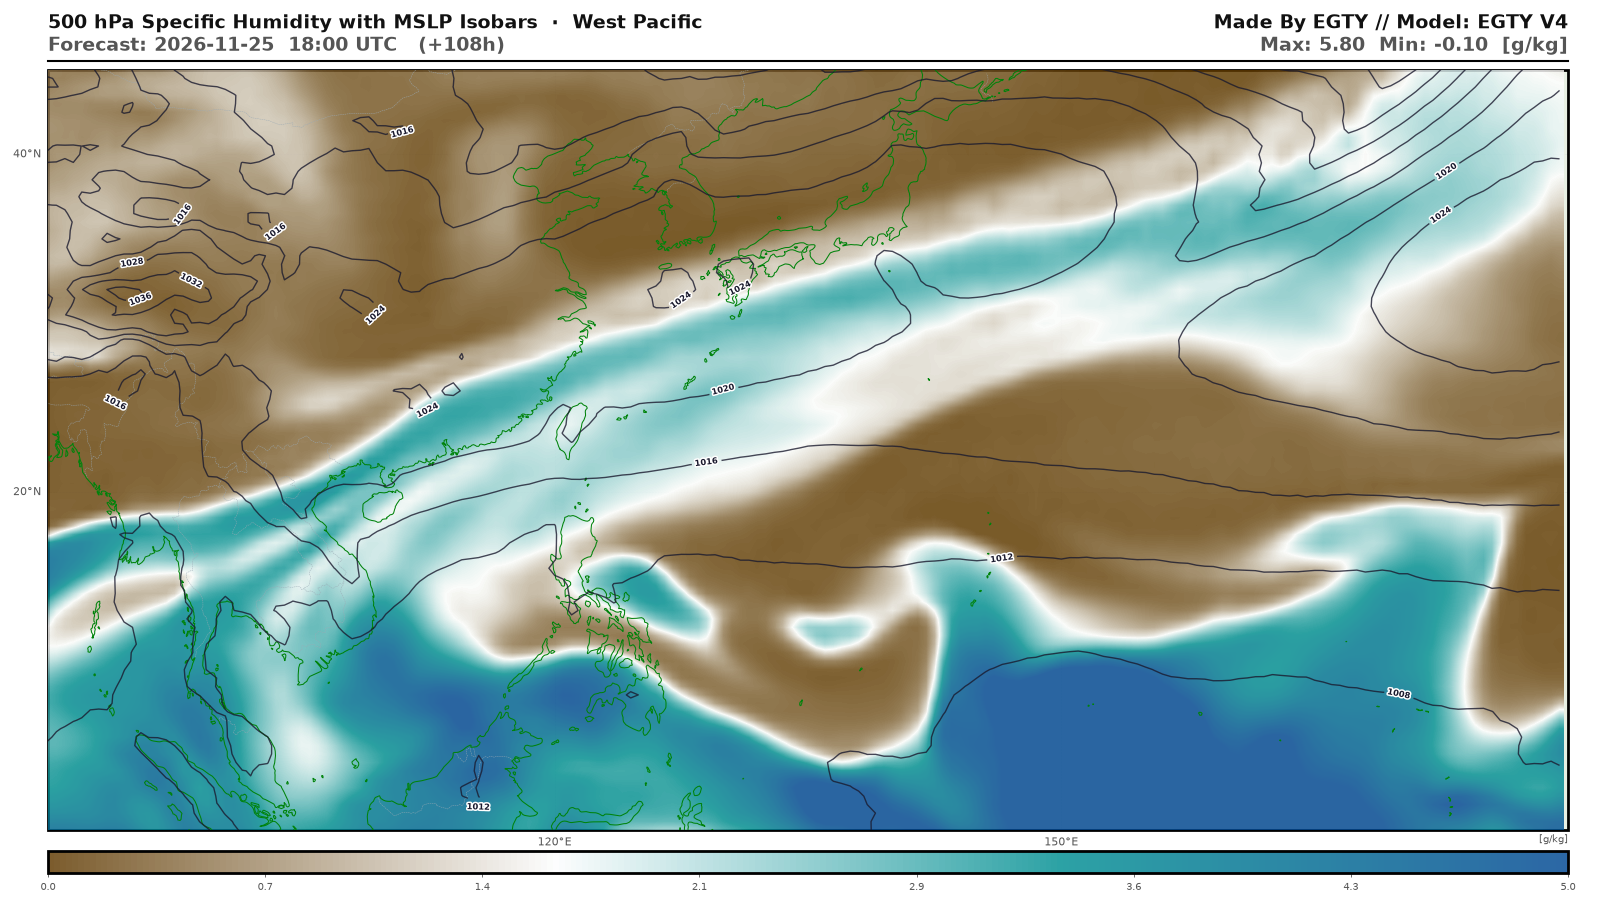 500 hPa Specific Humidity with MSLP Isobars · West Pacific
Made By EGTY // Model: EGTY V4
Forecast: 2026-11-25 18:00 UTC (+108h)
Max: 5.80 Min: -0.10 [g/kg]
1016
40°N
1020
1016
1024
1016
1028
1032
1024
1036
1024
1024
1020
1016
1024
1016
20°N
1012
1008
1012
120°E
150°E
[g/kg]
0.0
0.7
1.4
2.1
2.9
3.6
4.3
5.0